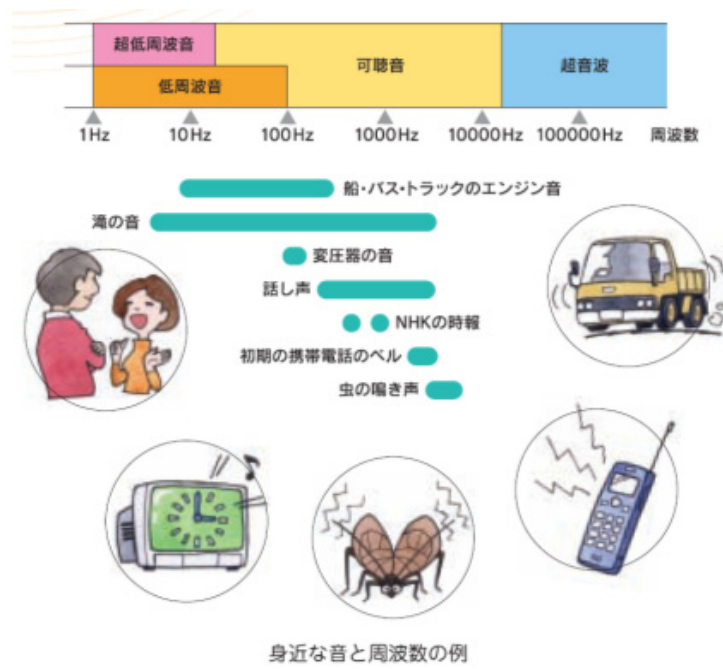 超低周波音
低周波音
可聴音
超音波
1Hz 10Hz 100Hz 1000Hz 10000Hz 100000Hz 周波数
船・バス・トラックのエンジン音
滝の音
変圧器の音
話し声
NHKの時報
初期の携帯電話のベル
虫の鳴き声
身近な音と周波数の例